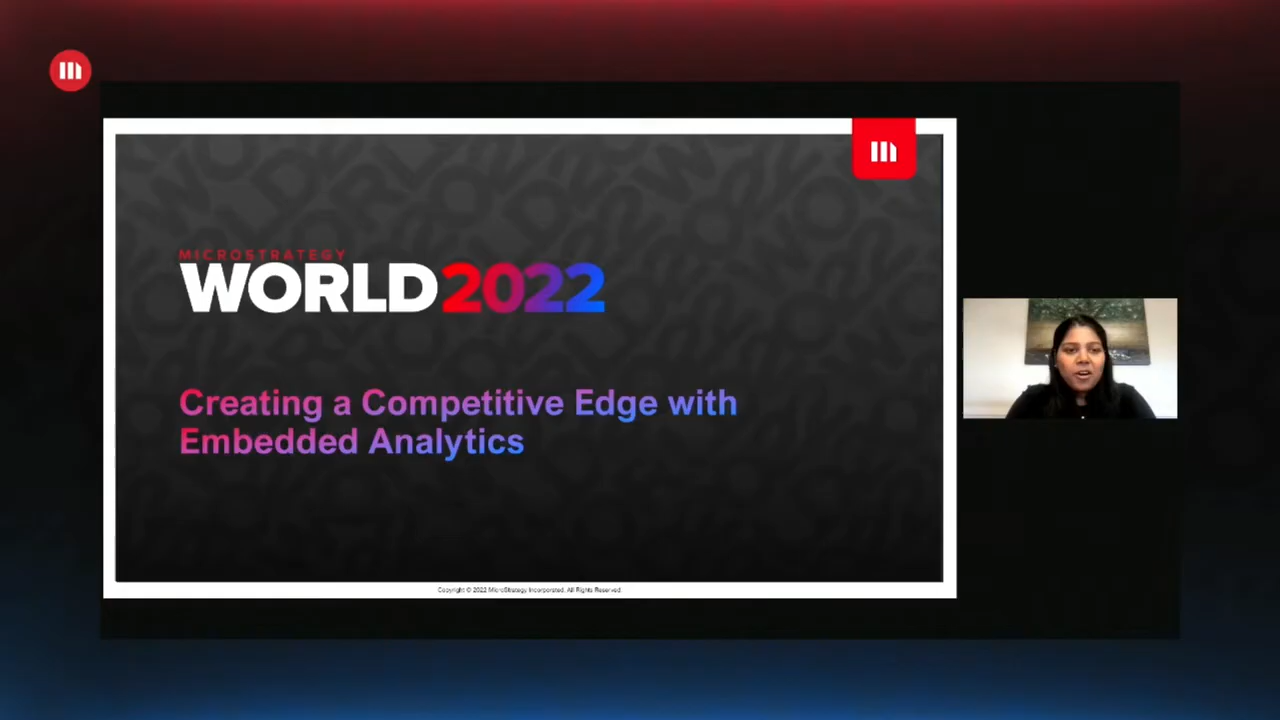 MICROSTRATEGY
WORLD2022
Creating a Competitive Edge with
Embedded Analytics
Copyright © 2022 MicroStrategy Incorporated. All Rights Reserved.